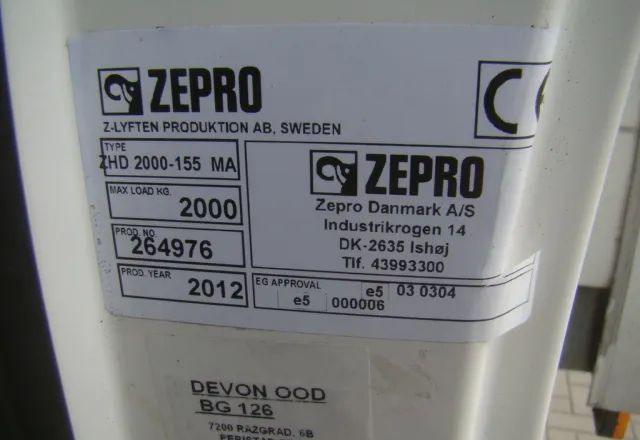 ZEPRO
CE
Z-LYFTEN PRODUKTION AB, SWEDEN
TYPE
ZHD 2000-155 MA
MAX LOAD KG.
2000
PROD. NO.
264976
PROD. YEAR
2012
ZEPRO
Zepro Danmark A/S
Industrikrogen 14
DK-2635 Ishøj
Tlf. 43993300
EG APPROVAL
e5 03 0304
e5 000006
DEVON OOD
BG 126
7200 RAZGRAD, 6B